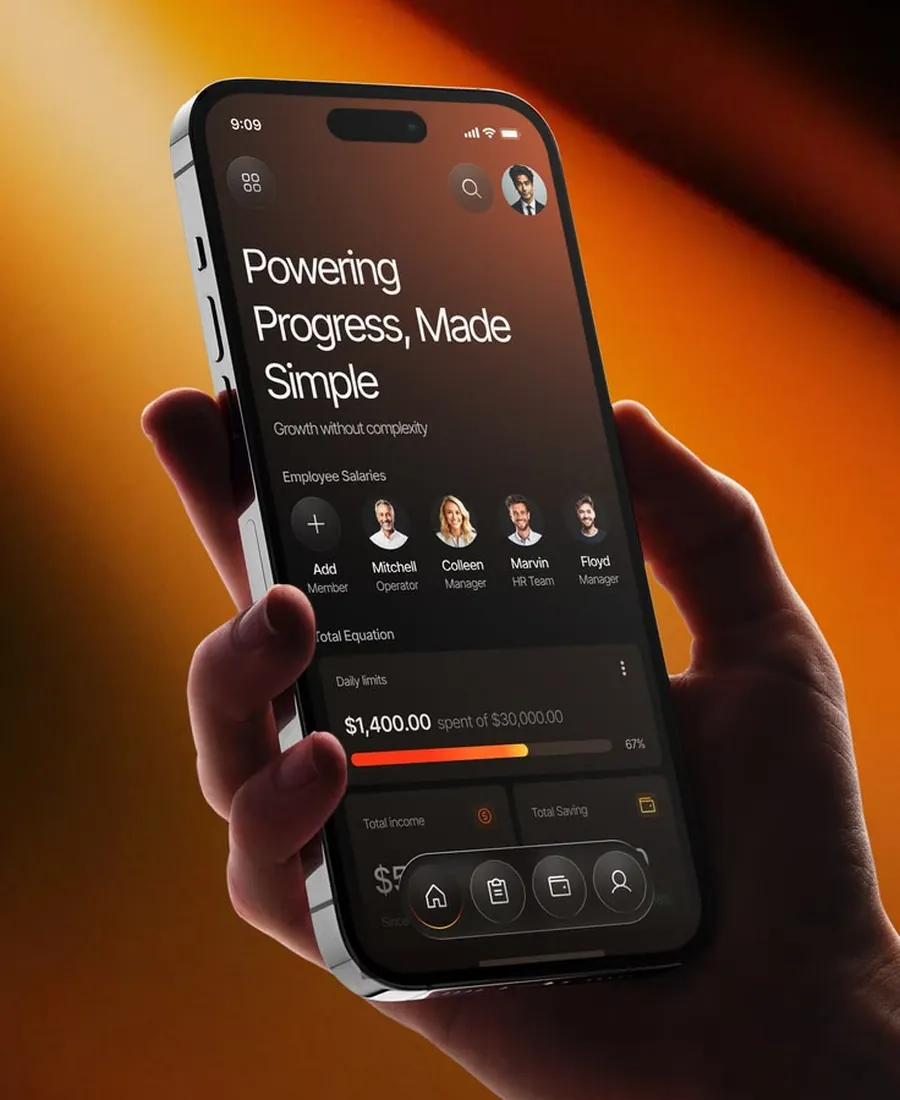 9:09
Powering
Progress, Made
Simple
Growth without complexity
Employee Salaries
Add
Member
Mitchell
Operator
Colleen
Manager
Marvin
HR Team
Floyd
Manager
Total Equation
Daily limits
$1,400.00 spent of $30,000.00
67%
Total income
Total Saving
$5
Since